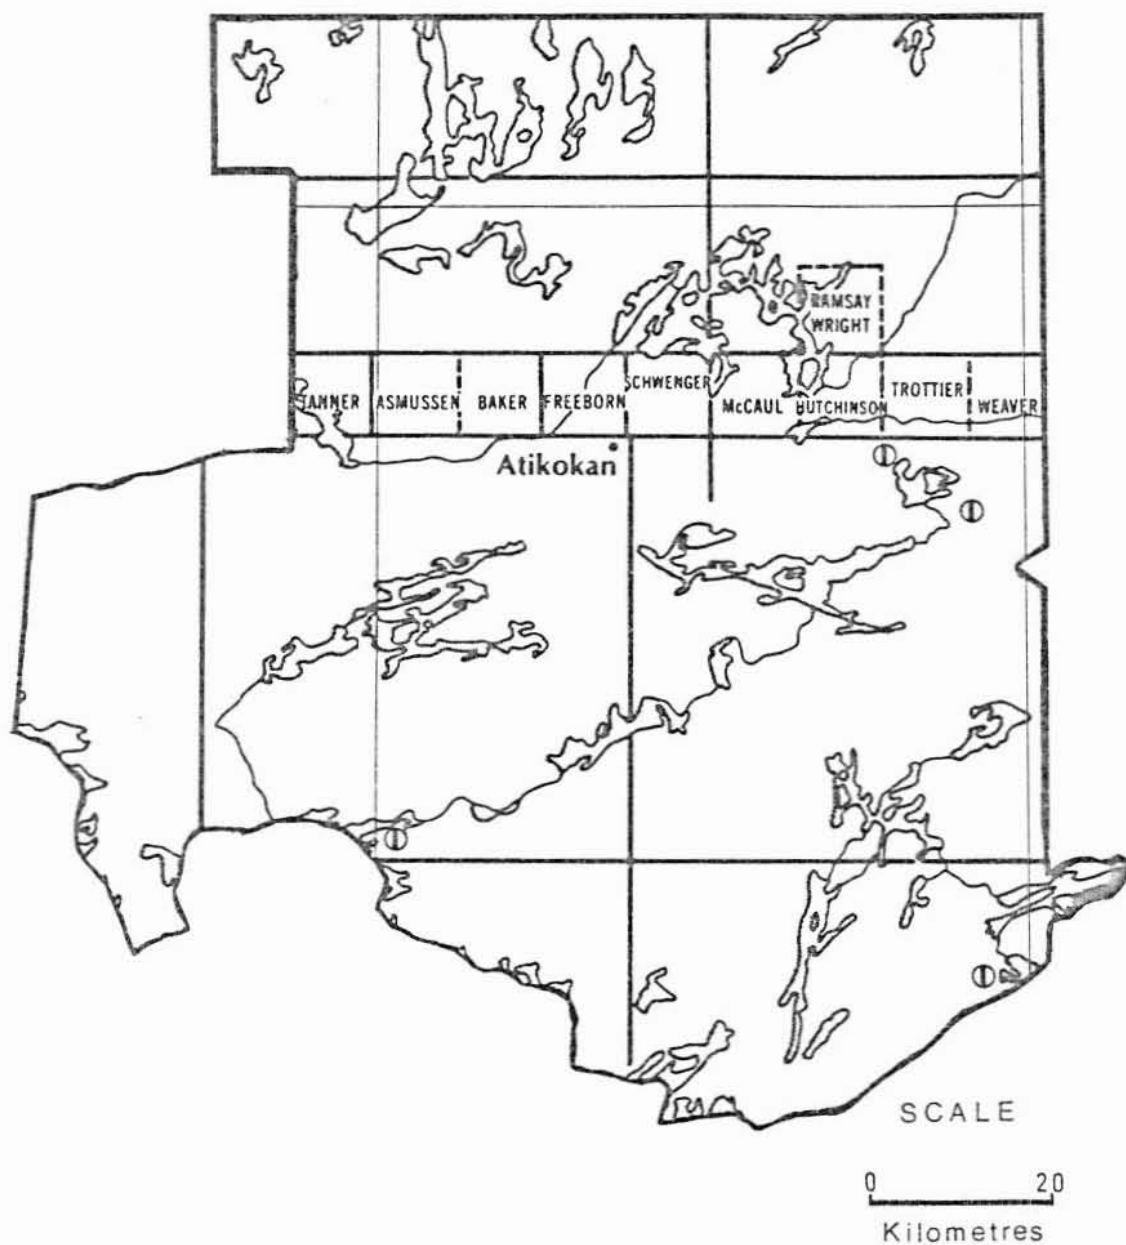 RAMSAY
WRIGHT
TANNER ASMUSSEN BAKER FREEBORN SCHWENGER McCAUL HUTCHINSON TROTTIER WEAVER
Atikokan
SCALE
0 20
Kilometres